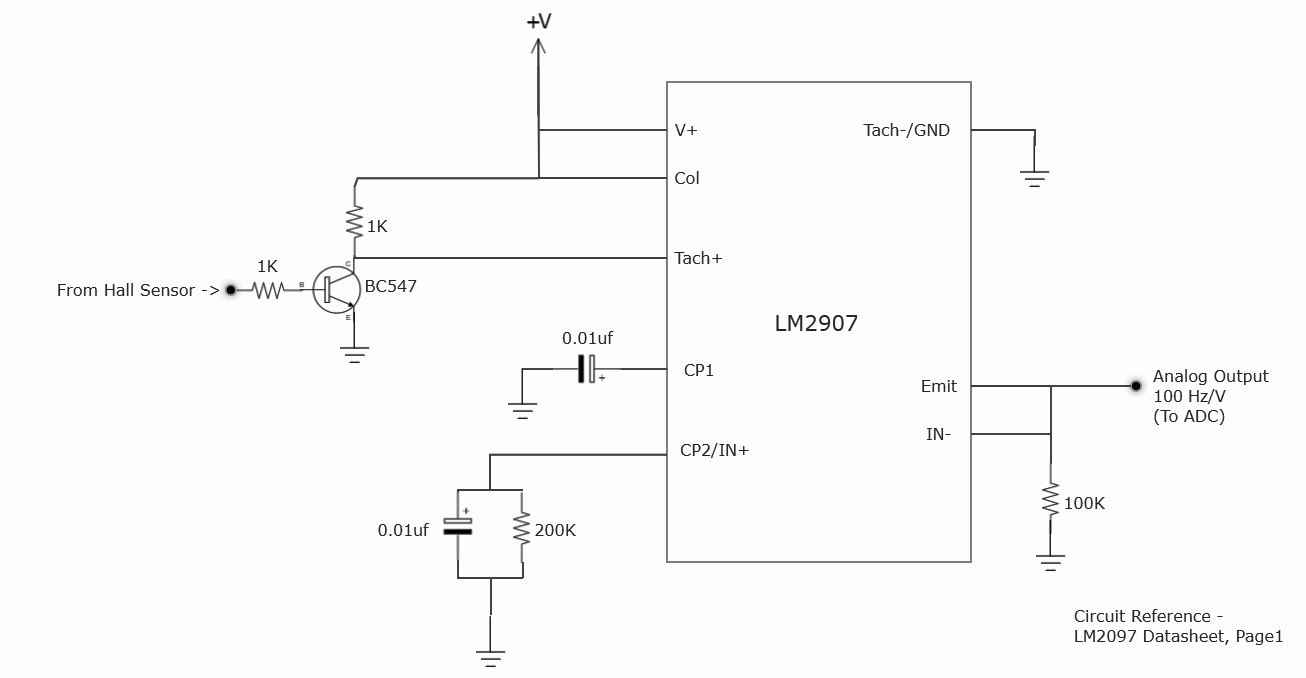 +V
V+
Tach-/GND
Col
1K
Tach+
1K
C
B
BC547
From Hall Sensor ->
E
LM2907
0.01uf
+
CP1
Emit
Analog Output
100 Hz/V
(To ADC)
IN-
CP2/IN+
100K
+
0.01uf
200K
Circuit Reference -
LM2097 Datasheet, Page1